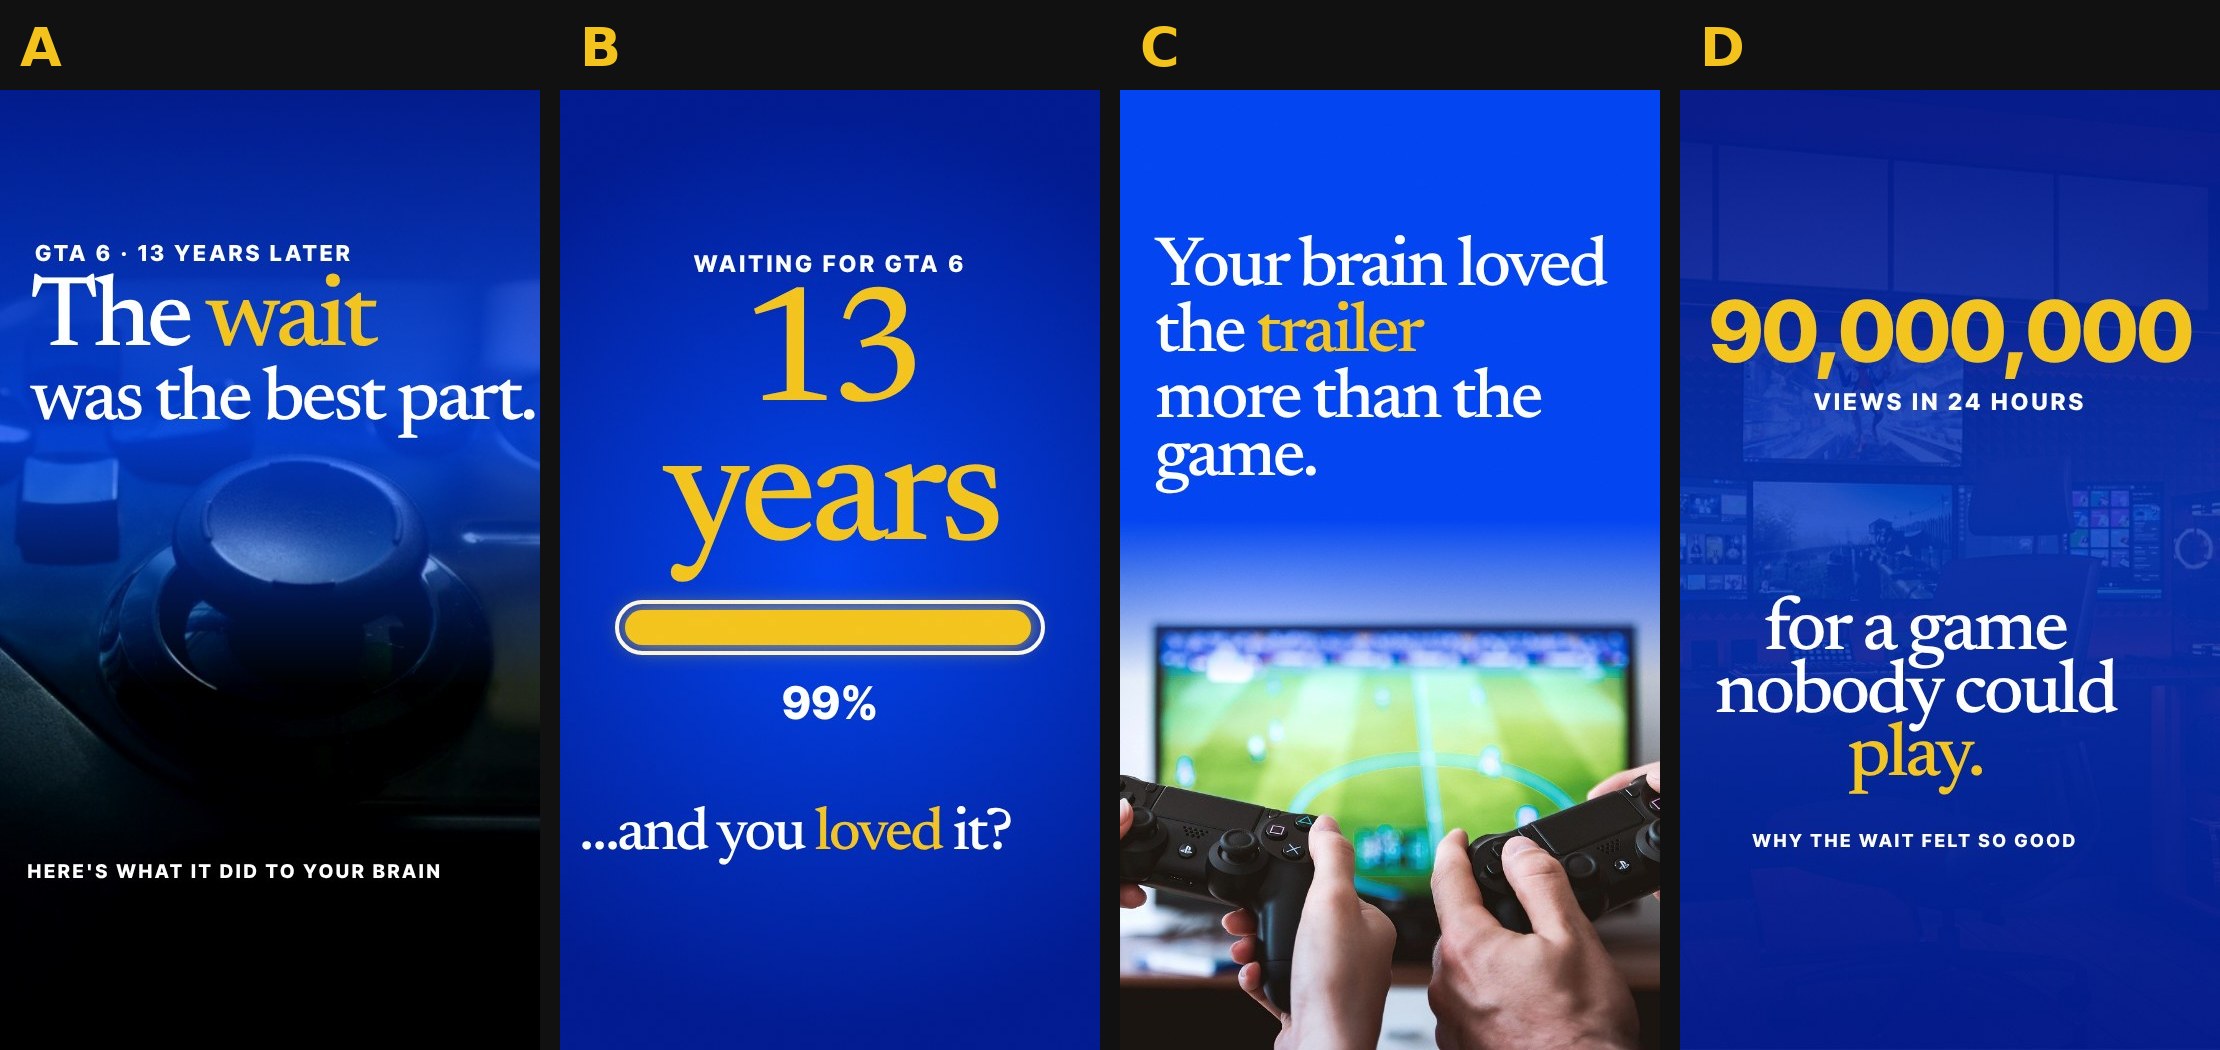 A
GTA 6 · 13 YEARS LATER
The wait
was the best part.
HERE'S WHAT IT DID TO YOUR BRAIN
B
WAITING FOR GTA 6
13
years
99%
...and you loved it?
C
Your brain loved
the trailer
more than the
game.
D
90,000,000
VIEWS IN 24 HOURS
for a game
nobody could
play.
WHY THE WAIT FELT SO GOOD